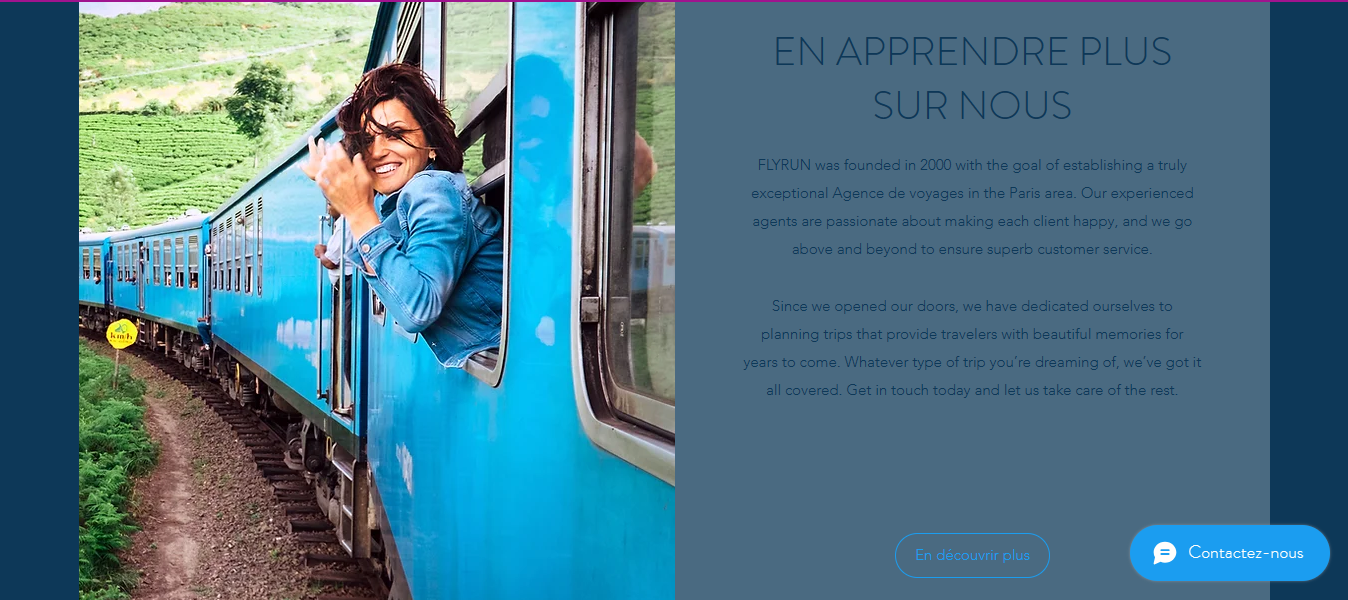 EN APPRENDRE PLUS
SUR NOUS
FLYRUN was founded in 2000 with the goal of establishing a truly
exceptional Agence de voyages in the Paris area. Our experienced
agents are passionate about making each client happy, and we go
above and beyond to ensure superb customer service.
Since we opened our doors, we have dedicated ourselves to
planning trips that provide travelers with beautiful memories for
years to come. Whatever type of trip you’re dreaming of, we’ve got it
all covered. Get in touch today and let us take care of the rest.
En découvrir plus
Contactez-nous